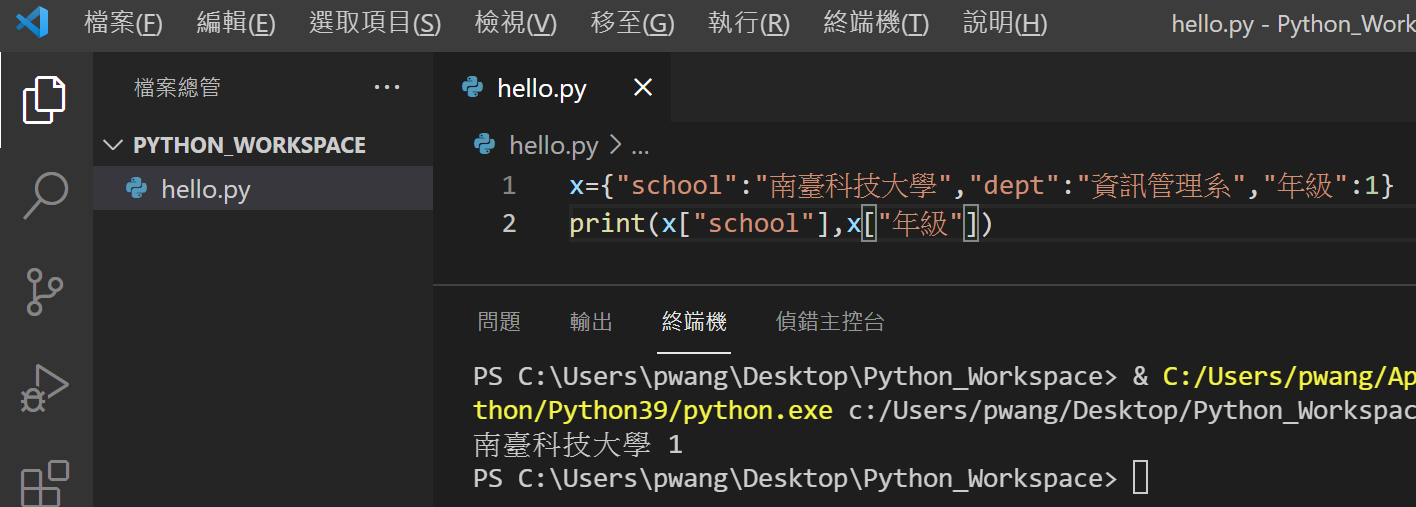 檔案(F) 編輯(E) 選取項目(S) 檢視(V) 移至(G) 執行(R) 終端機(T) 說明(H) hello.py - Python_Work
檔案總管 ... hello.py
PYTHON_WORKSPACE hello.py > ...
hello.py
1 x={"school":"南臺科技大學","dept":"資訊管理系","年級":1}
2 print(x["school"],x["年級"])
問題 輸出 終端機 偵錯主控台
PS C:\Users\pwang\Desktop\Python_Workspace> & C:/Users/pwang/Ap
thon/Python39/python.exe c:/Users/pwang/Desktop/Python_Workspac
南臺科技大學 1
PS C:\Users\pwang\Desktop\Python_Workspace>